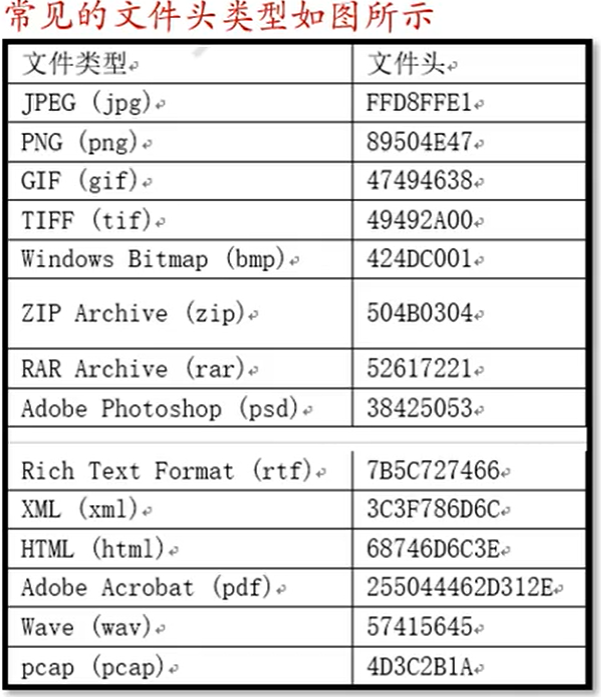 常见的文件头类型如图所示
文件类型↵ 文件头↵
JPEG (jpg)↵ FFD8FFE1↵
PNG (png)↵ 89504E47↵
GIF (gif)↵ 47494638↵
TIFF (tif)↵ 49492A00↵
Windows Bitmap (bmp)↵ 424DC001↵
ZIP Archive (zip)↵ 504B0304↵
RAR Archive (rar)↵ 52617221↵
Adobe Photoshop (psd)↵ 38425053↵
Rich Text Format (rtf)↵ 7B5C727466↵
XML (xml)↵ 3C3F786D6C↵
HTML (html)↵ 68746D6C3E↵
Adobe Acrobat (pdf)↵ 255044462D312E↵
Wave (wav)↵ 57415645↵
pcap (pcap)↵ 4D3C2B1A↵